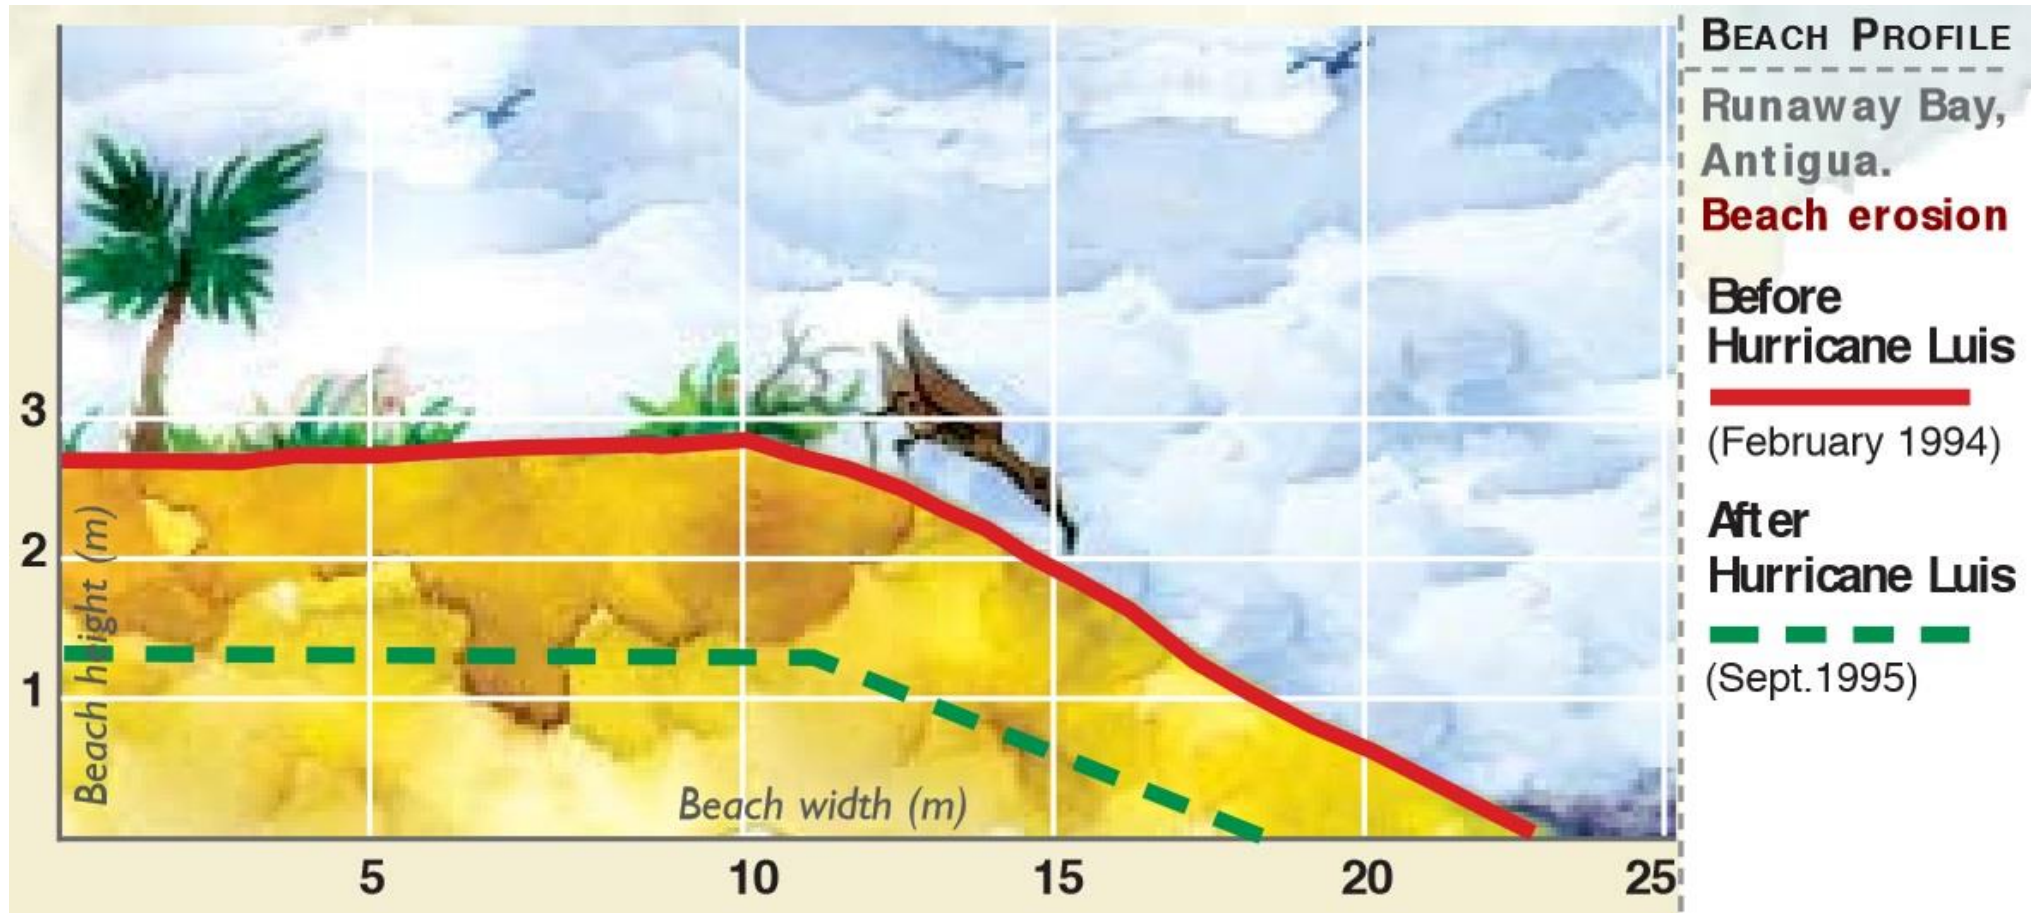 BEACH PROFILE
Runaway Bay,
Antigua.
Beach erosion
Before
Hurricane Luis
(February 1994)
After
Hurricane Luis
(Sept.1995)
3
2
1
Beach height (m)
Beach width (m)
5 10 15 20 25